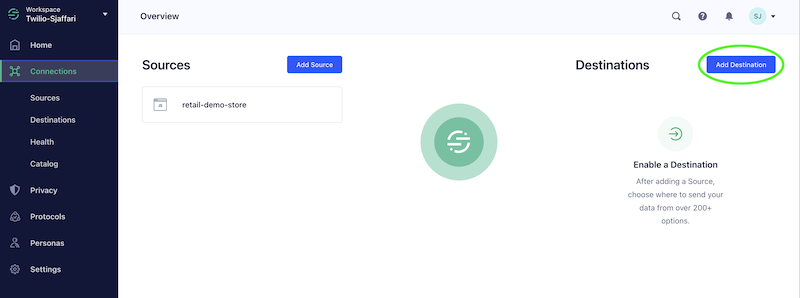 Workspace
Twilio-Sjaffari
Home
Connections
Sources
Destinations
Health
Catalog
Privacy
Protocols
Personas
Settings
Overview
SJ
Sources
Add Source
retail-demo-store
Destinations
Add Destination
Enable a Destination
After adding a Source,
choose where to send your
data from over 200+
options.